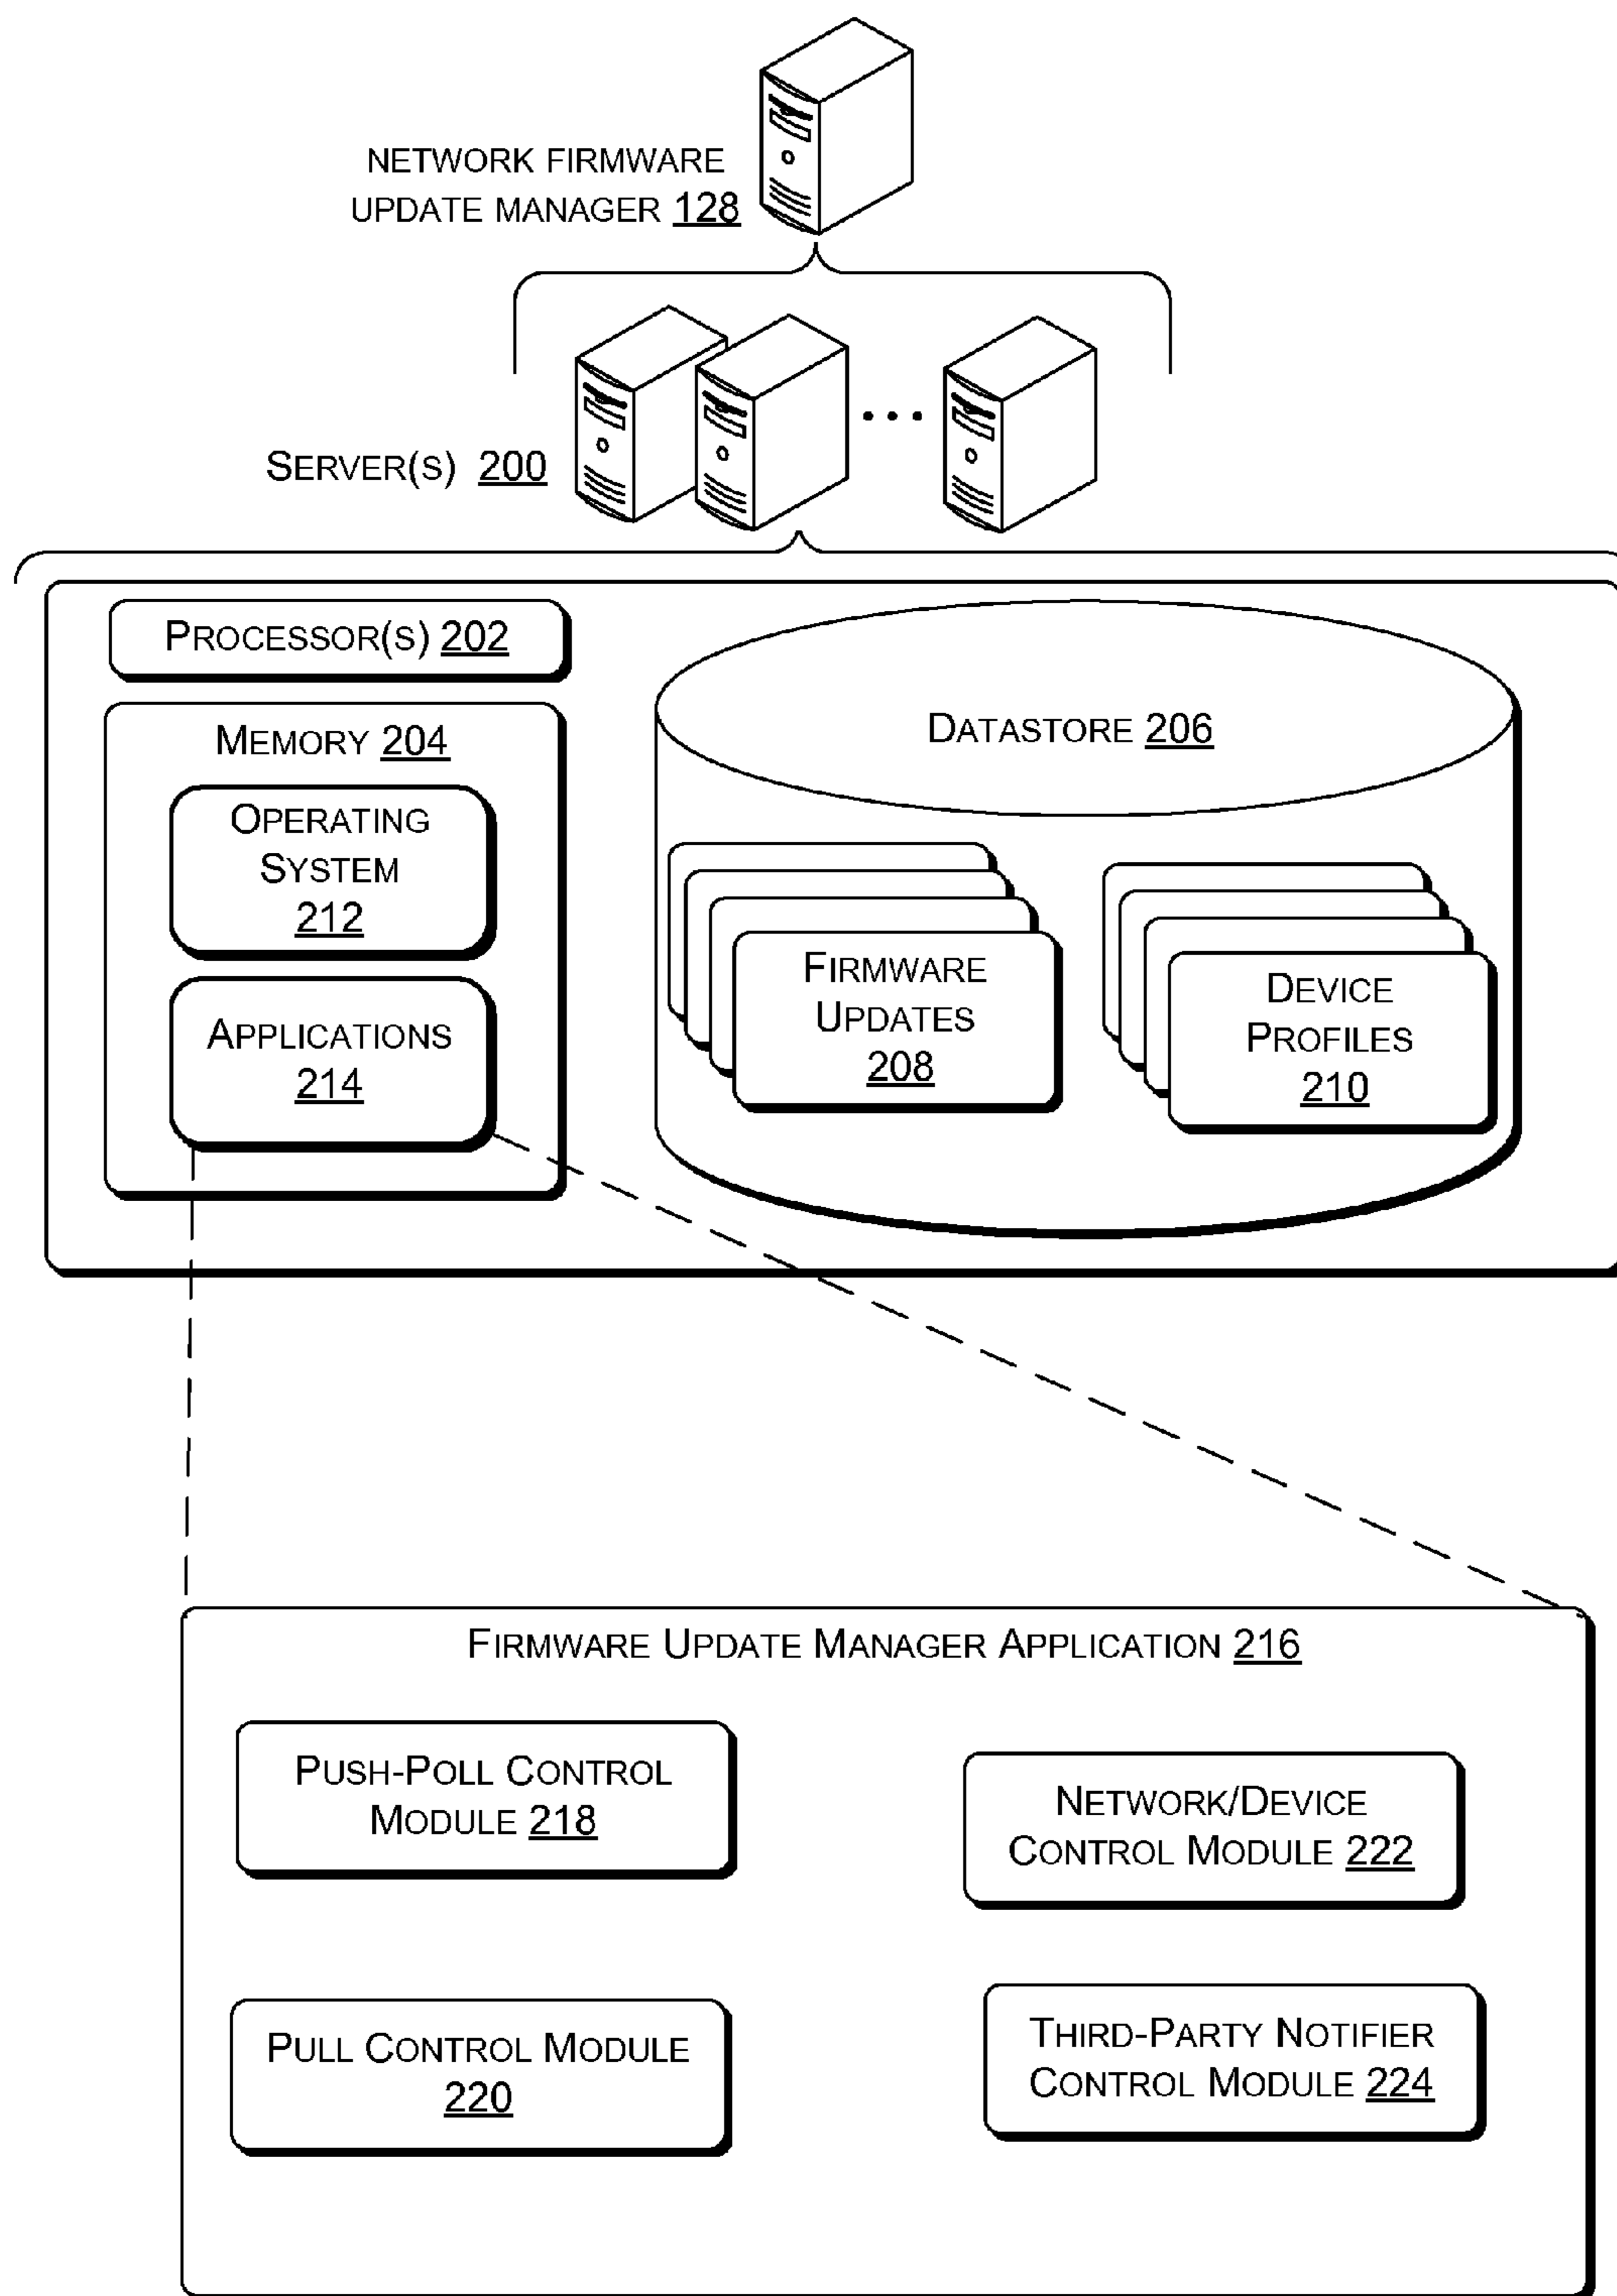 NETWORK FIRMWARE
UPDATE MANAGER 128
SERVER(S) 200
PROCESSOR(S) 202
MEMORY 204
OPERATING
SYSTEM
212
APPLICATIONS
214
DATASTORE 206
FIRMWARE
UPDATES
208
DEVICE
PROFILES
210
FIRMWARE UPDATE MANAGER APPLICATION 216
PUSH-POLL CONTROL
MODULE 218
NETWORK/DEVICE
CONTROL MODULE 222
PULL CONTROL MODULE
220
THIRD-PARTY NOTIFIER
CONTROL MODULE 224